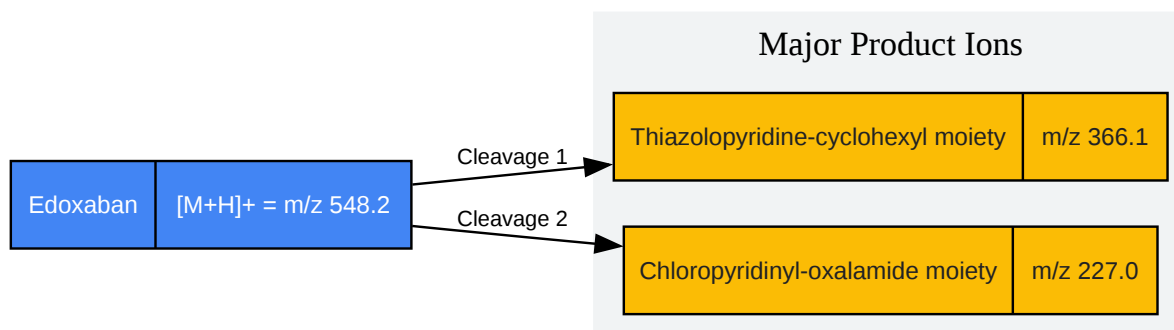 Major Product Ions
Thiazolopyridine-cyclohexyl moiety m/z 366.1
Cleavage 1
Edoxaban [M+H]+ = m/z 548.2
Cleavage 2
Chloropyridinyl-oxalamide moiety m/z 227.0